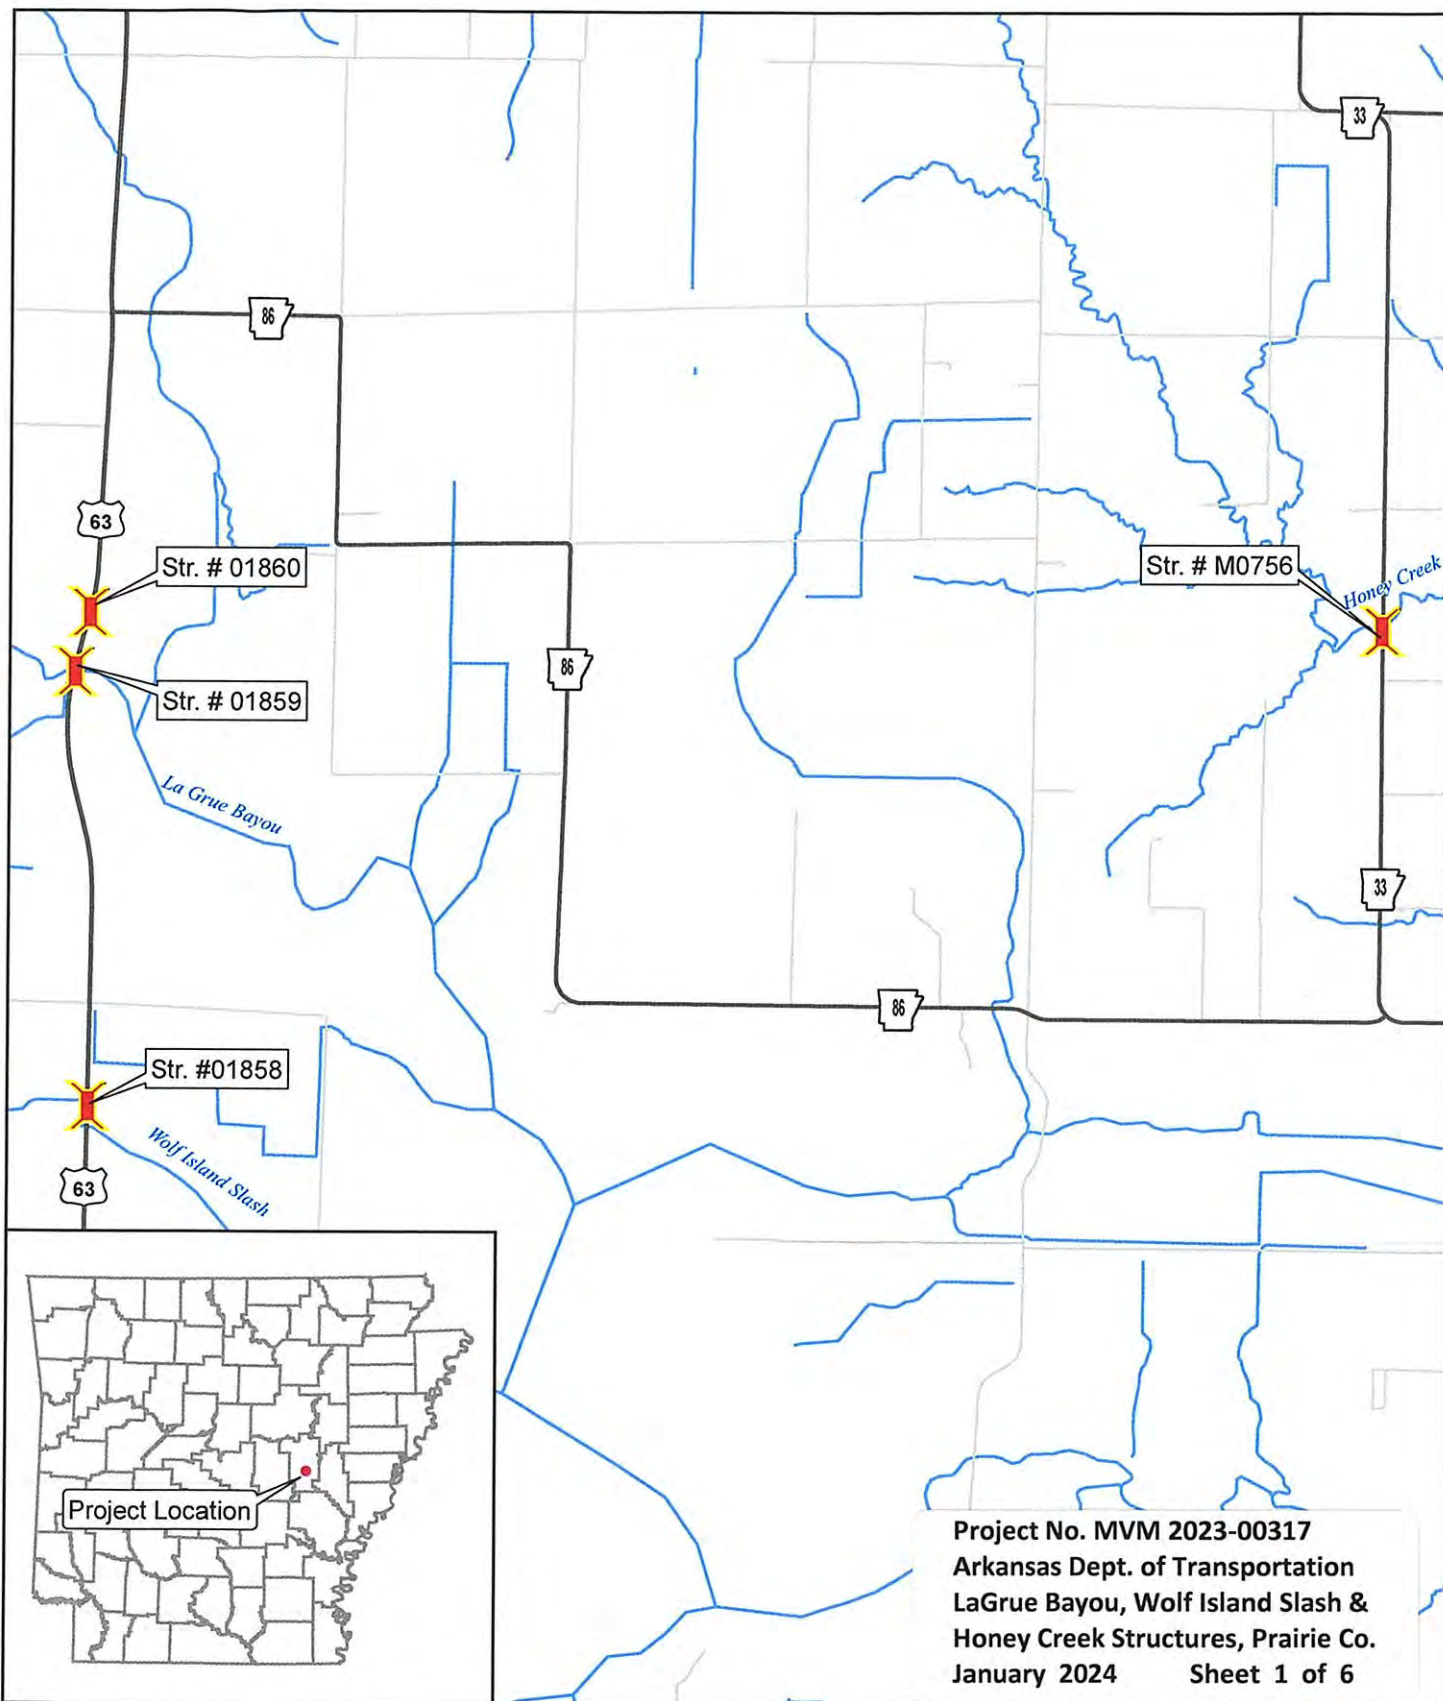 33
86
63
Str. # 01860
Str. # M0756
Honey Creek
86
Str. # 01859
La Grue Bayou
33
86
Str. #01858
Wolf Island Slash
63
Project Location
Project No. MVM 2023-00317
Arkansas Dept. of Transportation
LaGrue Bayou, Wolf Island Slash &
Honey Creek Structures, Prairie Co.
January 2024 Sheet 1 of 6